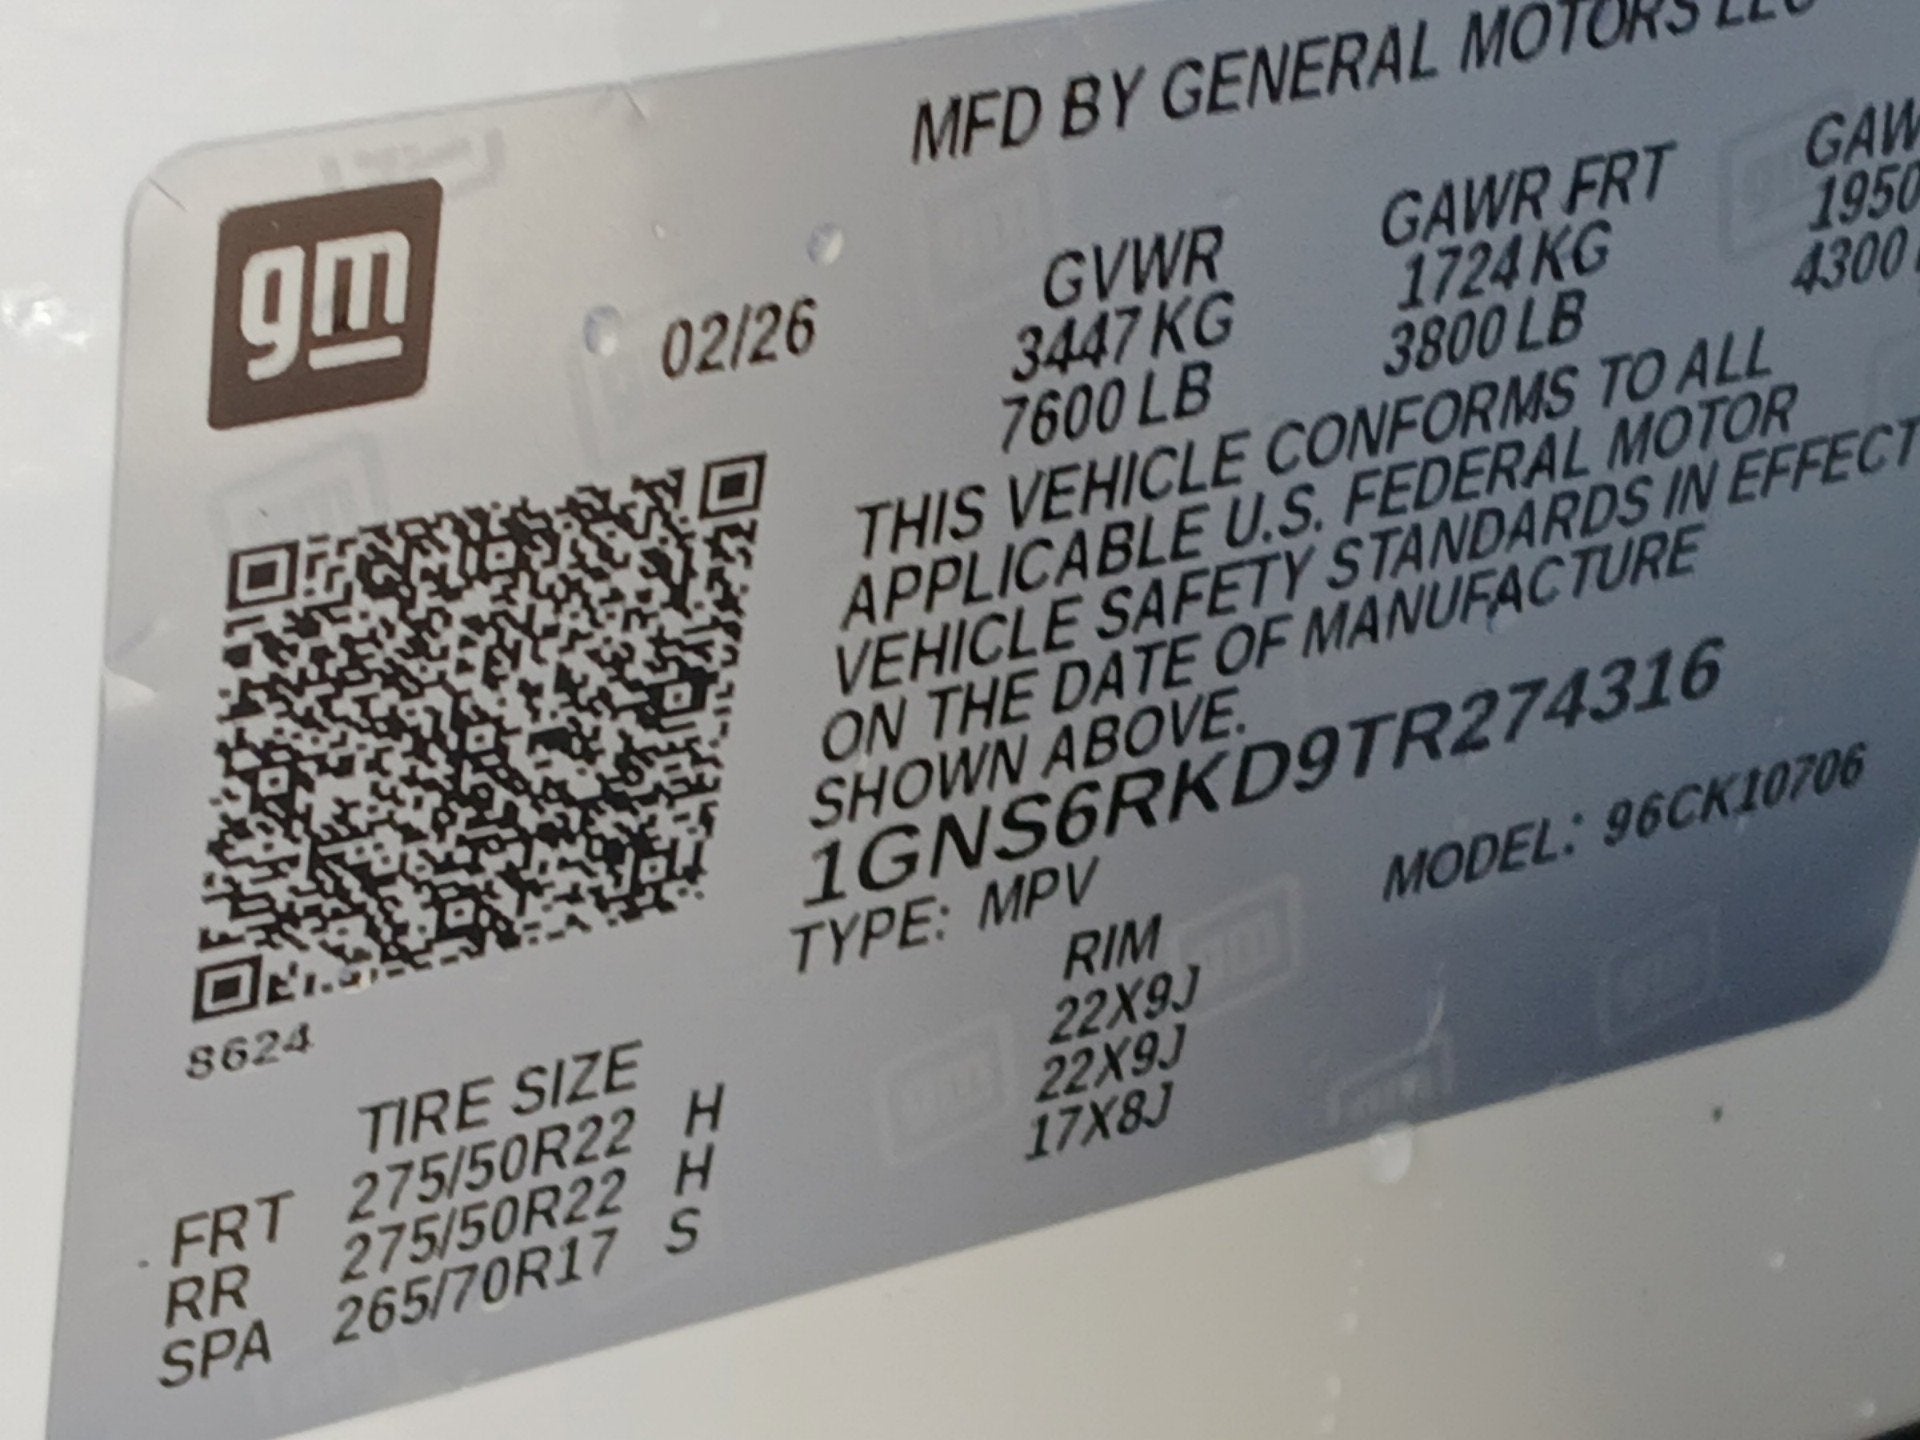 MFD BY GENERAL MOTORS LLC
gm
02/26
GVWR GAWR FRT
3447 KG 1724 KG 1950
7600 LB 3800 LB 4300
THIS VEHICLE CONFORMS TO ALL
APPLICABLE U.S. FEDERAL MOTOR
VEHICLE SAFETY STANDARDS IN EFFECT
ON THE DATE OF MANUFACTURE
SHOWN ABOVE.
1GNS6RKD9TR274316
TYPE: MPV MODEL: 96CK10706
8624
TIRE SIZE RIM
FRT 275/50R22 H 22X9J
RR 275/50R22 H 22X9J
SPA 265/70R17 S 17X8J